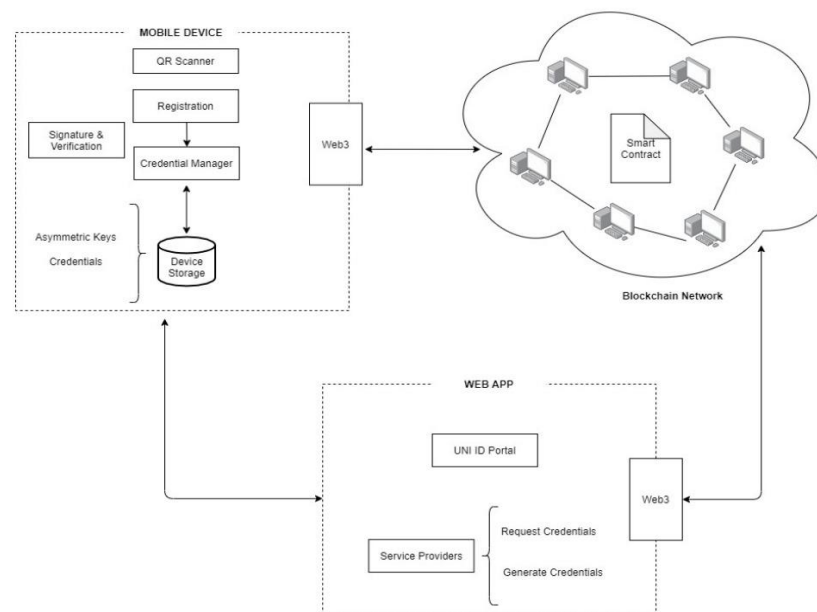 MOBILE DEVICE
QR Scanner
Registration
Signature &
Verification
Credential Manager
Web3
Asymmetric Keys
Credentials
Device
Storage
Smart
Contract
Blockchain Network
WEB APP
UNI ID Portal
Web3
Service Providers
Request Credentials
Generate Credentials